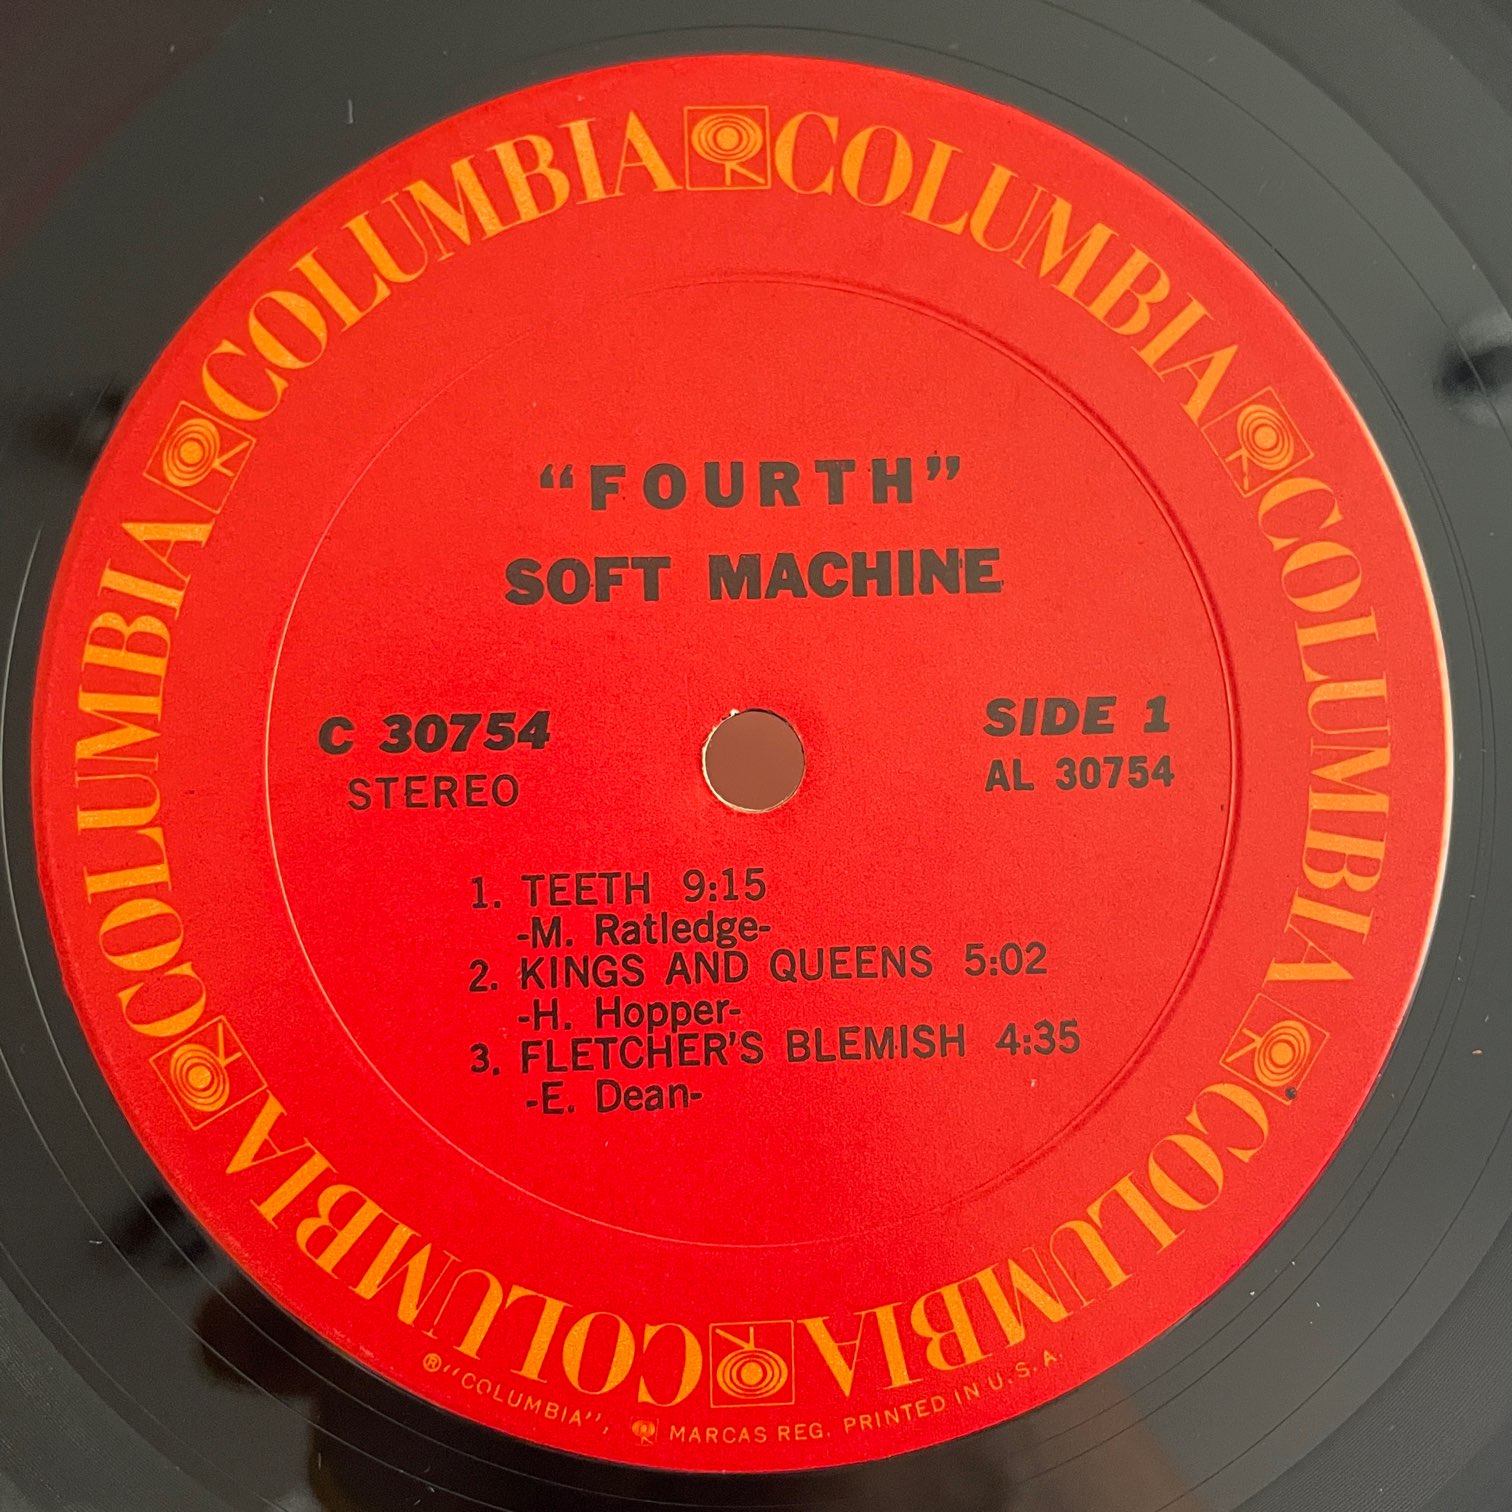 COLUMBIA COLUMBIA COLUMBIA COLUMBIA COLUMBIA COLUMBIA
"FOURTH"
SOFT MACHINE
C 30754
STEREO
SIDE 1
AL 30754
1. TEETH 9:15
-M. Ratledge-
2. KINGS AND QUEENS 5:02
-H. Hopper-
3. FLETCHER'S BLEMISH 4:35
-E. Dean-
® "COLUMBIA", MARCAS REG. PRINTED IN U.S.A.